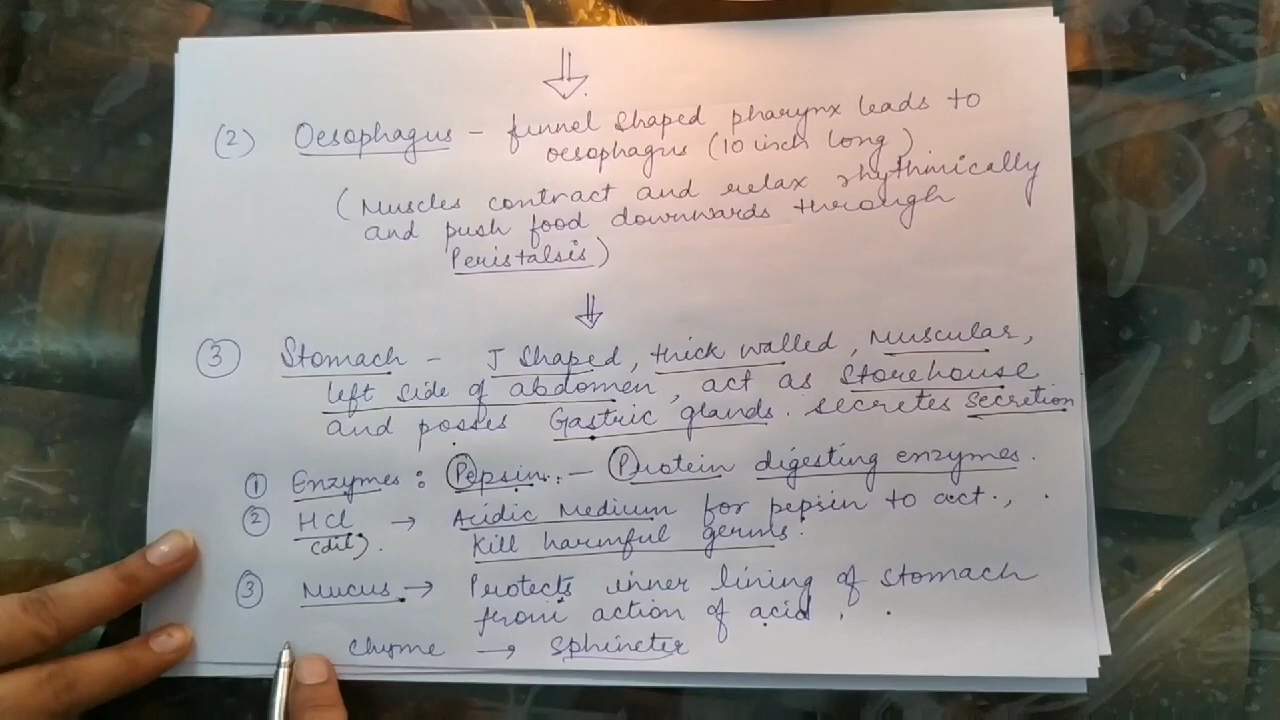 (2) Oesophagus - funnel shaped pharynx leads to
oesophagus (10 inch long)
(Muscles contract and relax rhythmically
and push food downwards through
Peristalsis)
(3) Stomach - J shaped, thick walled, Muscular,
left side of abdomen, act as storehouse
and posses Gastric glands. secretes secretion
(1) Enzymes : Pepsin. - Protein digesting enzymes.
(2) HCl → Acidic Medium for pepsin to act.,
(dil). Kill harmful germs.
(3) Mucus → Protects inner lining of stomach
from action of acid.
Chyme → Sphincter